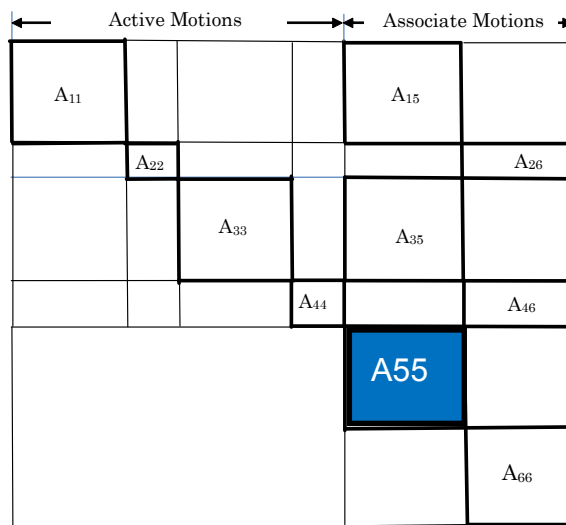 Active Motions Associate Motions
A₁₁ A₁₅
A₂₂ A₂₆
A₃₃ A₃₅
A₄₄ A₄₆
A55
A₆₆